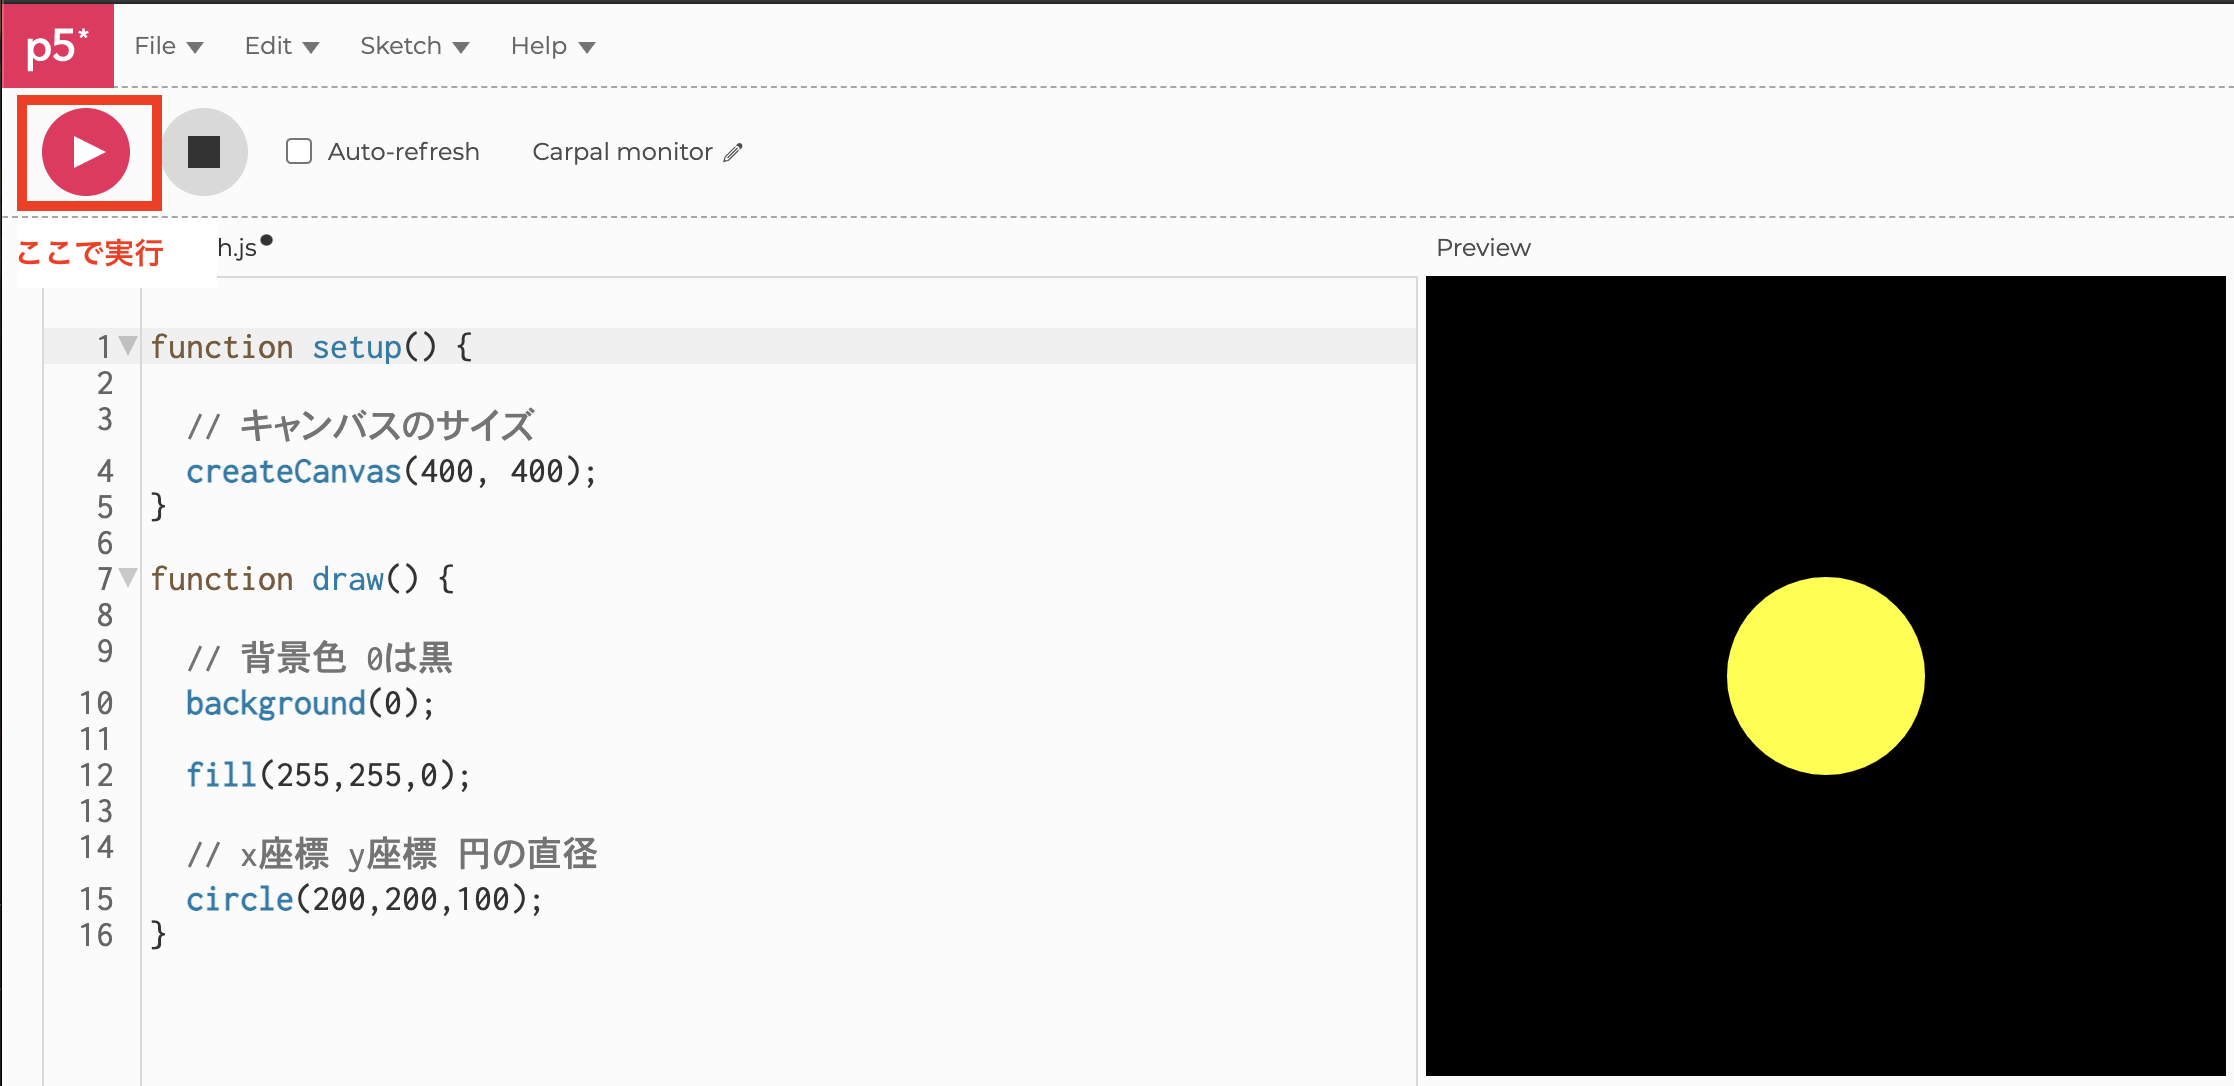 p5*
File Edit Sketch Help
Auto-refresh Carpal monitor
ここで実行
h.js
Preview
1 function setup() {
2
3 // キャンバスのサイズ
4 createCanvas(400, 400);
5 }
6
7 function draw() {
8
9 // 背景色 0は黒
10 background(0);
11
12 fill(255,255,0);
13
14 // x座標 y座標 円の直径
15 circle(200,200,100);
16 }